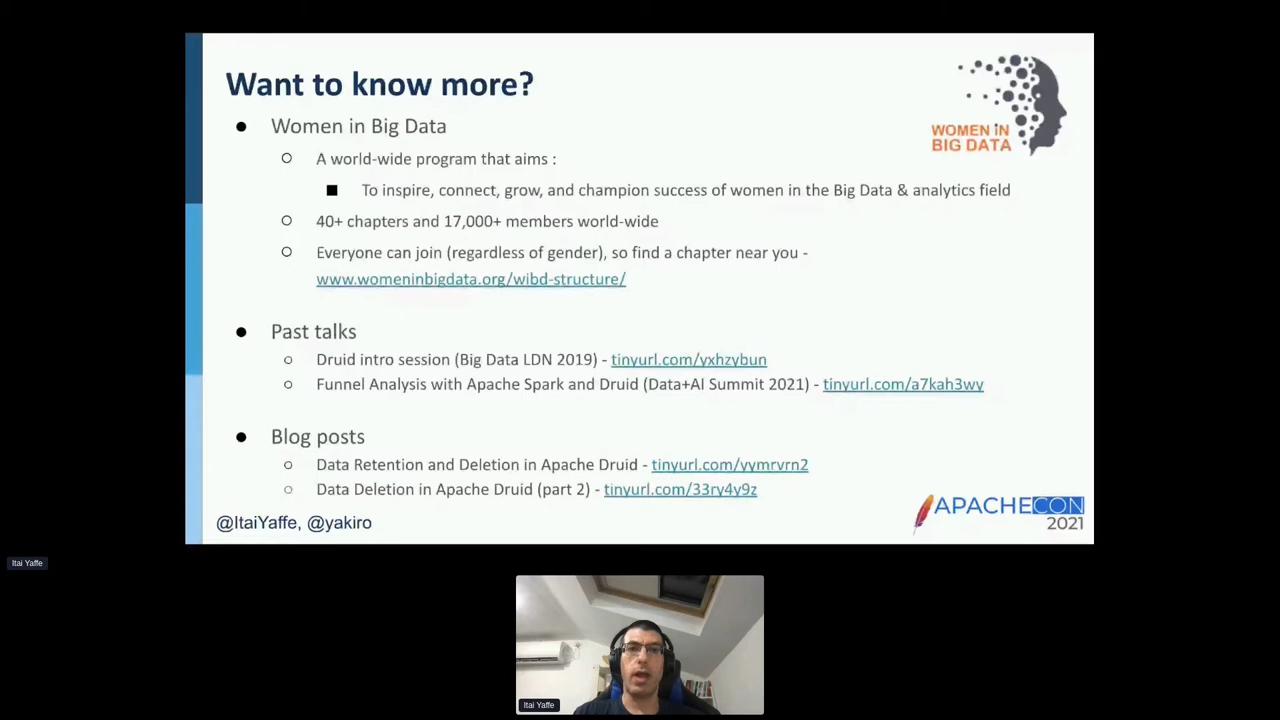 Want to know more?
WOMEN IN
BIG DATA
Women in Big Data
A world-wide program that aims :
To inspire, connect, grow, and champion success of women in the Big Data & analytics field
40+ chapters and 17,000+ members world-wide
Everyone can join (regardless of gender), so find a chapter near you -
www.womeninbigdata.org/wibd-structure/
Past talks
Druid intro session (Big Data LDN 2019) - tinyurl.com/yxhzybun
Funnel Analysis with Apache Spark and Druid (Data+AI Summit 2021) - tinyurl.com/a7kah3wy
Blog posts
Data Retention and Deletion in Apache Druid - tinyurl.com/yymrvrn2
Data Deletion in Apache Druid (part 2) - tinyurl.com/33ry4y9z
@ItaiYaffe, @yakiro
APACHECON
2021
Itai Yaffe
Itai Yaffe